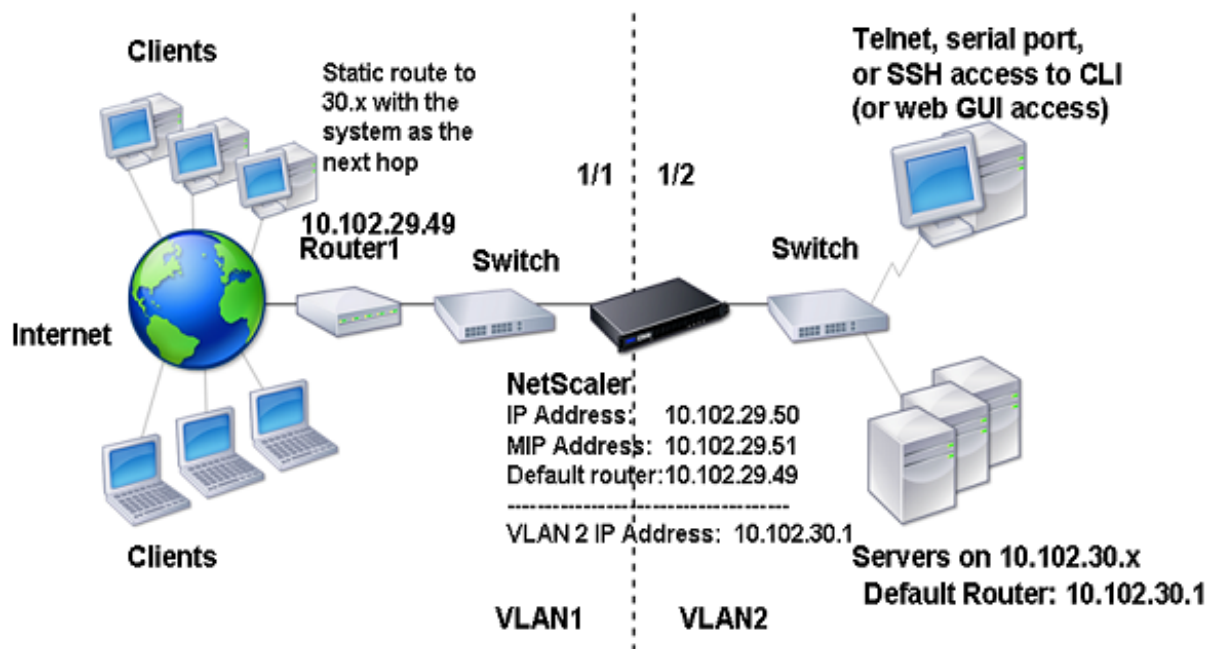 Clients
Static route to
30.x with the
system as the
next hop
Telnet, serial port,
or SSH access to CLI
(or web GUI access)
1/1
1/2
10.102.29.49
Router1
Switch
Switch
Internet
NetScaler
IP Address: 10.102.29.50
MIP Address: 10.102.29.51
Default router:10.102.29.49
--------------------------------------
VLAN 2 IP Address: 10.102.30.1
Clients
Servers on 10.102.30.x
Default Router: 10.102.30.1
VLAN1
VLAN2